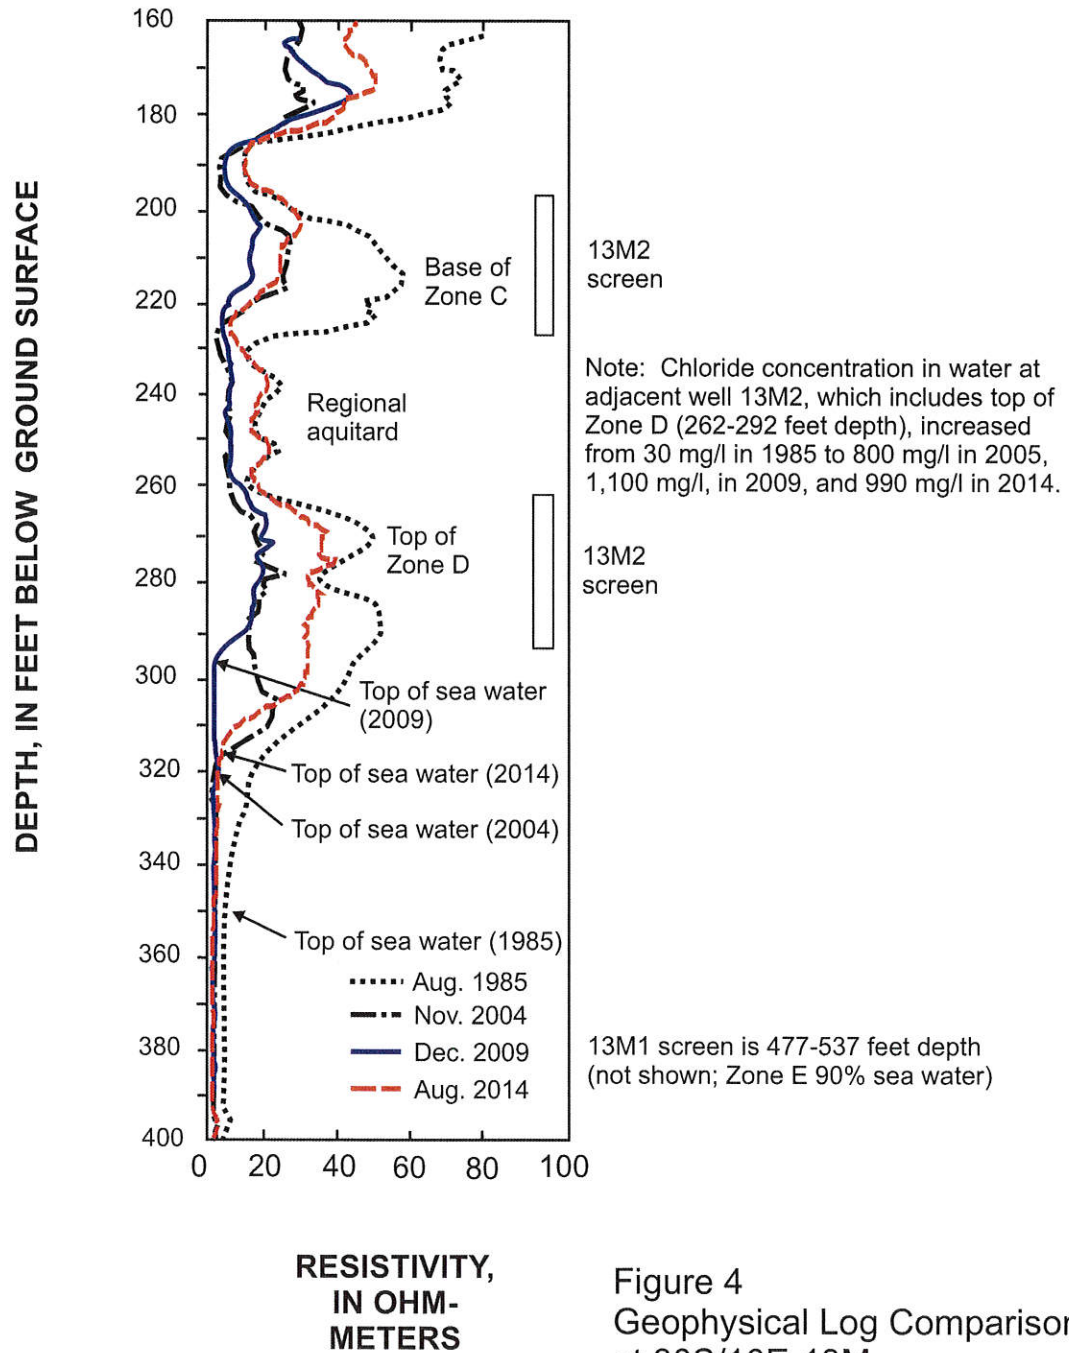 160
180
200
220
240
260
280
300
320
340
360
380
400
DEPTH, IN FEET BELOW GROUND SURFACE
Base of
Zone C
13M2
screen
Note: Chloride concentration in water at
adjacent well 13M2, which includes top of
Zone D (262-292 feet depth), increased
from 30 mg/l in 1985 to 800 mg/l in 2005,
1,100 mg/l, in 2009, and 990 mg/l in 2014.
Regional
aquitard
Top of
Zone D
13M2
screen
Top of sea water
(2009)
Top of sea water (2014)
Top of sea water (2004)
Top of sea water (1985)
Aug. 1985
Nov. 2004
Dec. 2009
Aug. 2014
13M1 screen is 477-537 feet depth
(not shown; Zone E 90% sea water)
0 20 40 60 80 100
RESISTIVITY,
IN OHM-
METERS
Figure 4
Geophysical Log Comparison